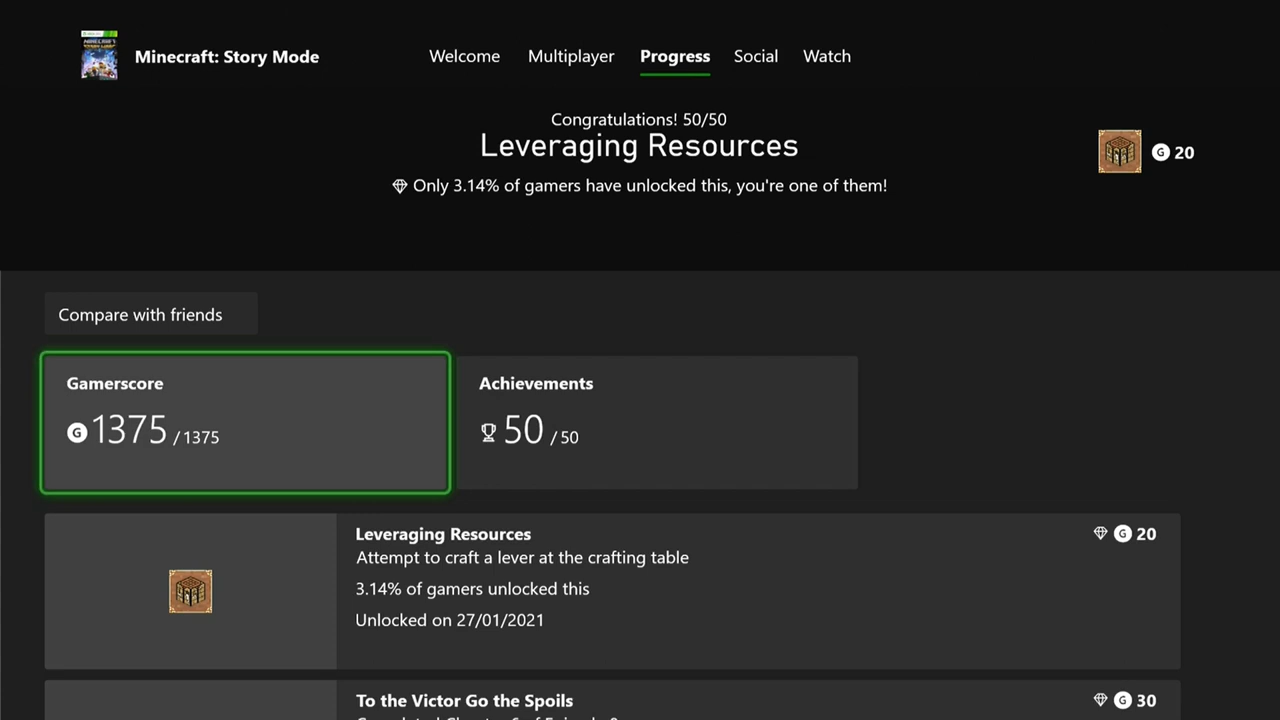 Minecraft: Story Mode
Welcome Multiplayer Progress Social Watch
Congratulations! 50/50
Leveraging Resources
Only 3.14% of gamers have unlocked this, you're one of them!
G 20
Compare with friends
Gamerscore
G 1375 / 1375
Achievements
50 / 50
Leveraging Resources
G 20
Attempt to craft a lever at the crafting table
3.14% of gamers unlocked this
Unlocked on 27/01/2021
To the Victor Go the Spoils
G 30